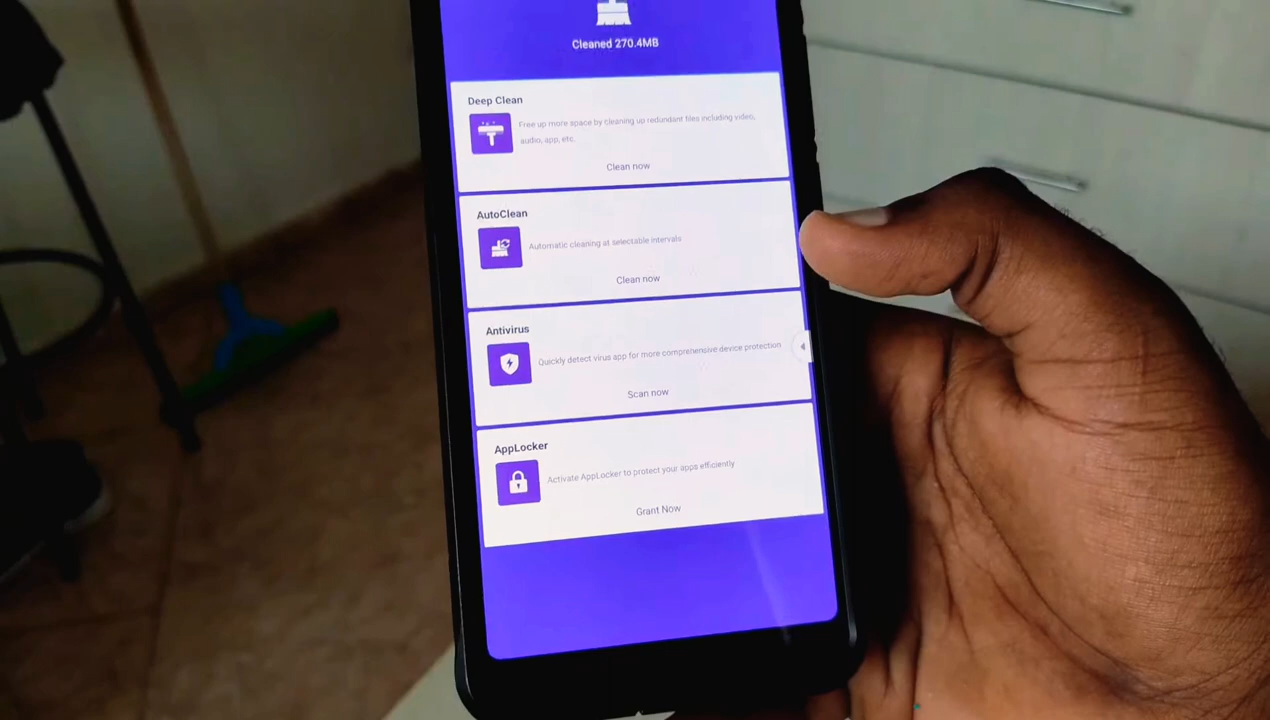 Cleaned 270.4MB
Deep Clean
Free up more space by cleaning up redundant files including video,
audio, app, etc.
Clean now
AutoClean
Automatic cleaning at selectable intervals
Clean now
Antivirus
Quickly detect virus app for more comprehensive device protection
Scan now
AppLocker
Activate AppLocker to protect your apps efficiently
Grant Now